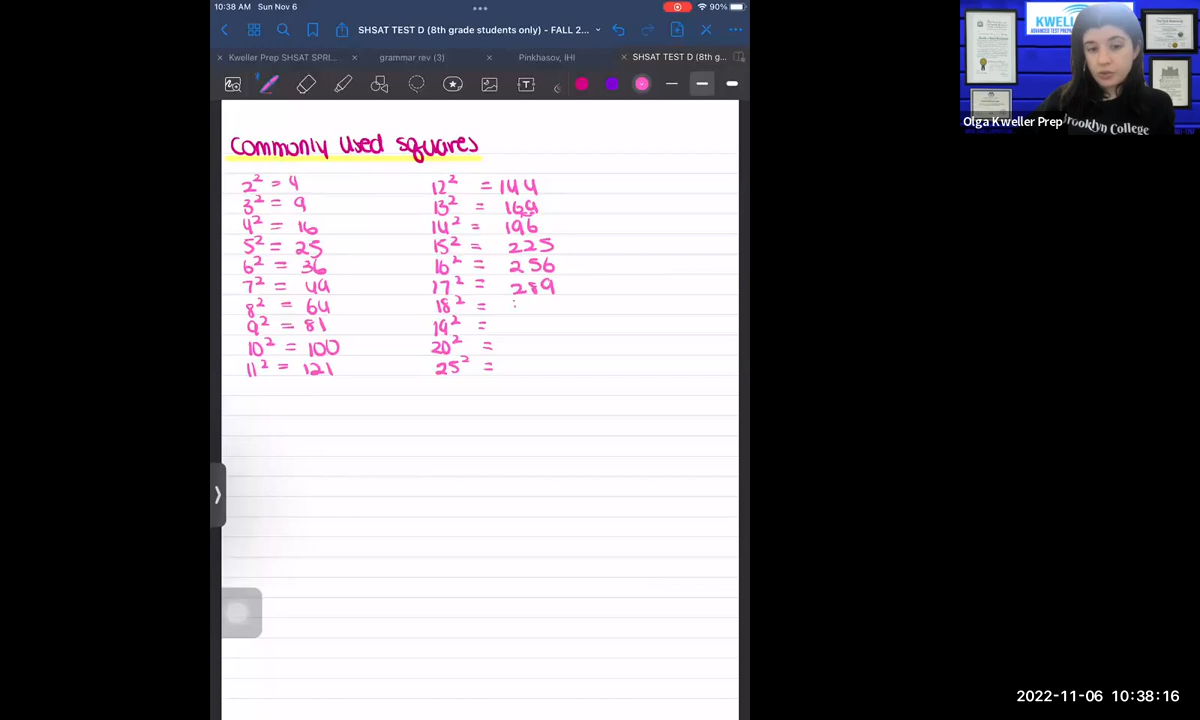 10:38 AM Sun Nov 6
90%
SHSAT TEST D (8th grade students only) - FALL 2...
Kweller Prep SHSAT SPRI...
grammar rev (3)
Pinkhasov, IHI
SHSAT TEST D (8th g...
Commonly used squares
2² = 4
3² = 9
4² = 16
5² = 25
6² = 36
7² = 49
8² = 64
9² = 81
10² = 100
11² = 121
12² = 144
13² = 169
14² = 196
15² = 225
16² = 256
17² = 289
18² =
19² =
20² =
25² =
KWELL
ADVANCED TEST PREP
Brooklyn College
Olga Kweller Prep
2022-11-06 10:38:16